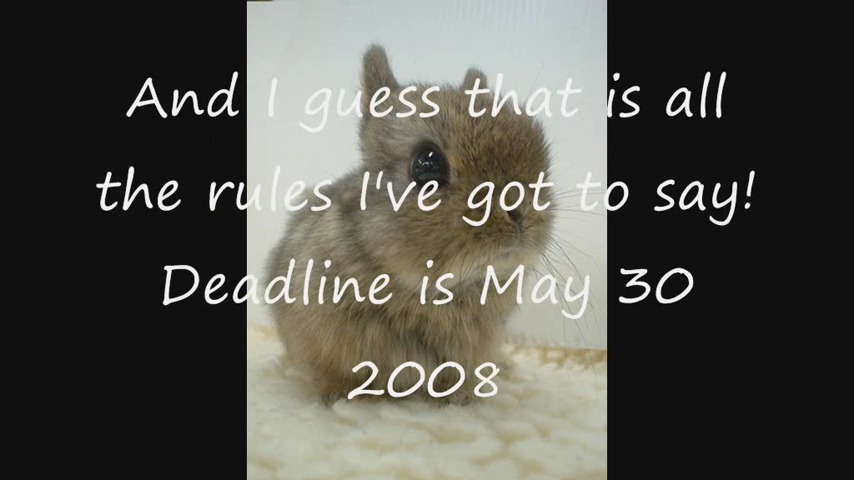 And I guess that is all
the rules I've got to say!
Deadline is May 30
2008